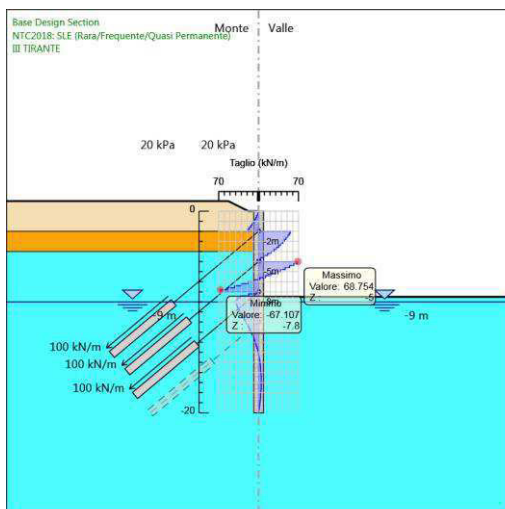 Base Design Section
NTC2018: SLE (Rara/Frequente/Quasi Permanente)
III TIRANTE
Monte Valle
20 kPa 20 kPa
Taglio (kN/m)
70 70
0
-2m
-5m
Massimo
Valore: 68.754
Z : -5
Minimo
Valore: -67.107
Z : -7.8
-9 m
-9 m
100 kN/m
100 kN/m
100 kN/m
-20